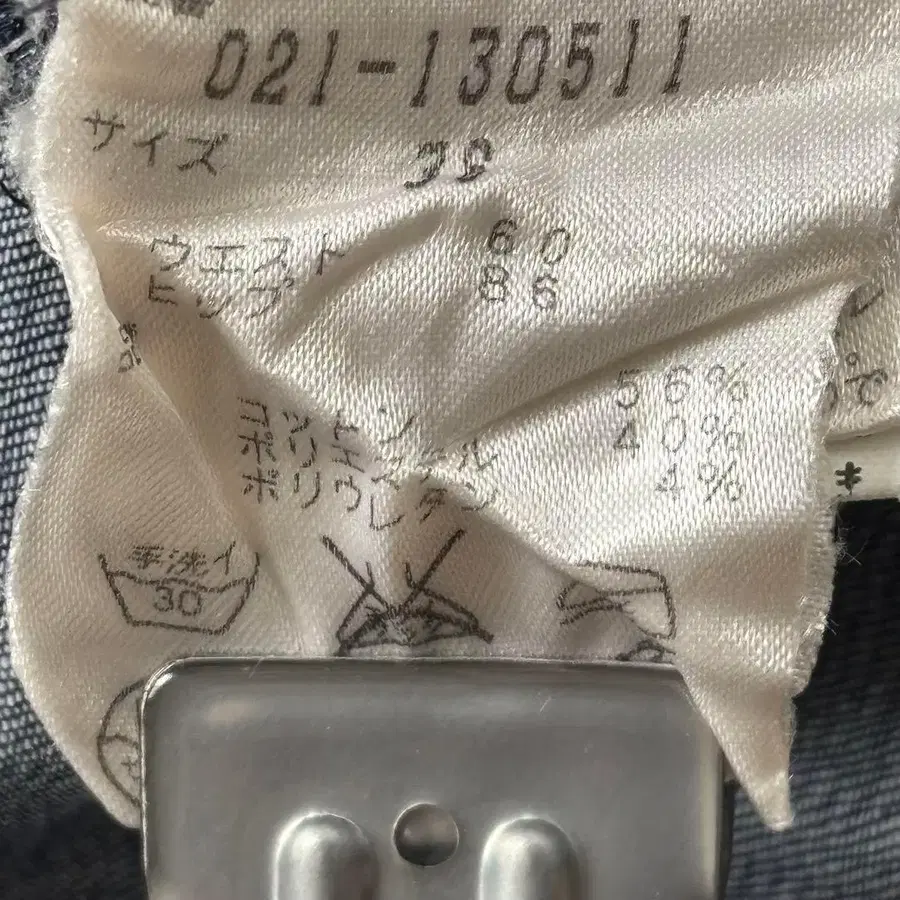 021-130511
サイズ
ウエスト 60
ヒップ 86
コットン 56%
ポリエステル 40%
ポリウレタン 4%
手洗イ
30
*